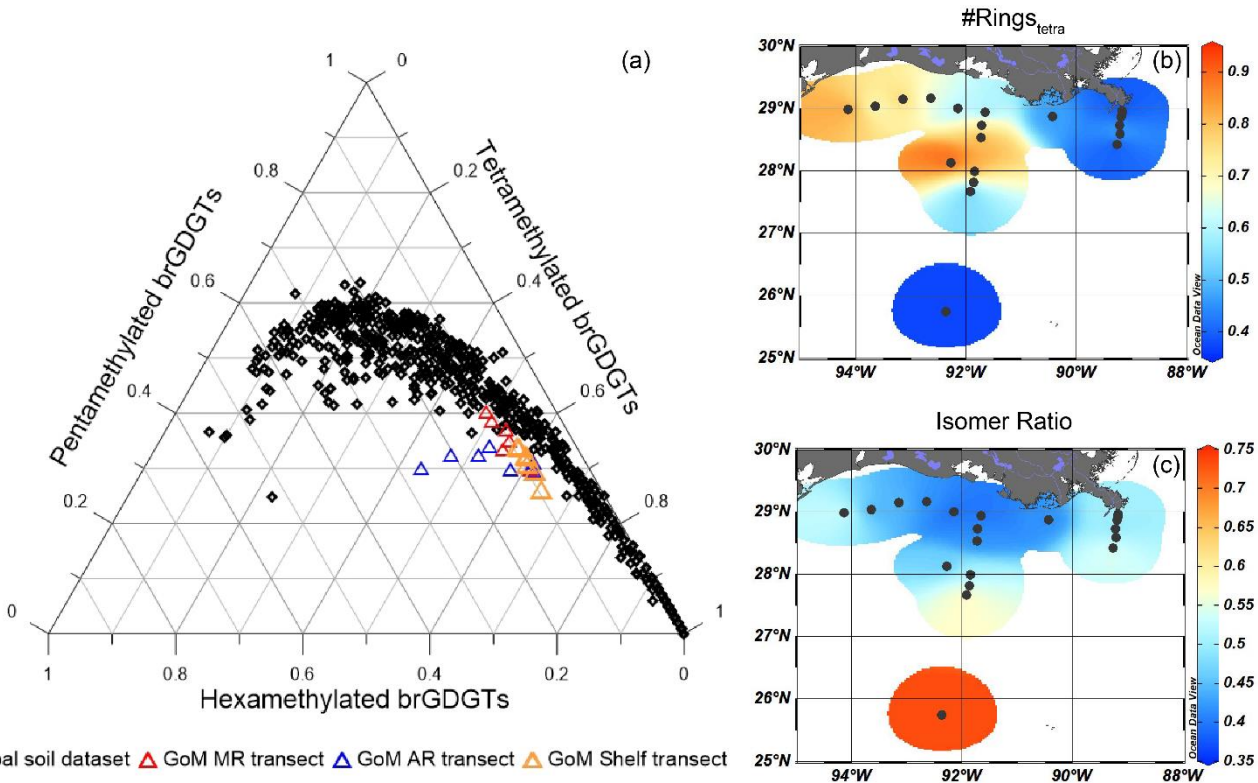 (a)
1
0
0.8
0.2
0.6
0.4
0.4
0.6
0.2
0.8
0
1
Pentamethylated brGDGTs
Tetramethylated brGDGTs
1 0.8 0.6 0.4 0.2 0
Hexamethylated brGDGTs
bal soil dataset GoM MR transect GoM AR transect GoM Shelf transect
#Rings tetra
(b)
30°N
29°N
28°N
27°N
26°N
25°N
94°W 92°W 90°W 88°W
Ocean Data View
0.9
0.8
0.7
0.6
0.5
0.4
Isomer Ratio
(c)
30°N
29°N
28°N
27°N
26°N
25°N
94°W 92°W 90°W 88°W
Ocean Data View
0.75
0.7
0.65
0.6
0.55
0.5
0.45
0.4
0.35